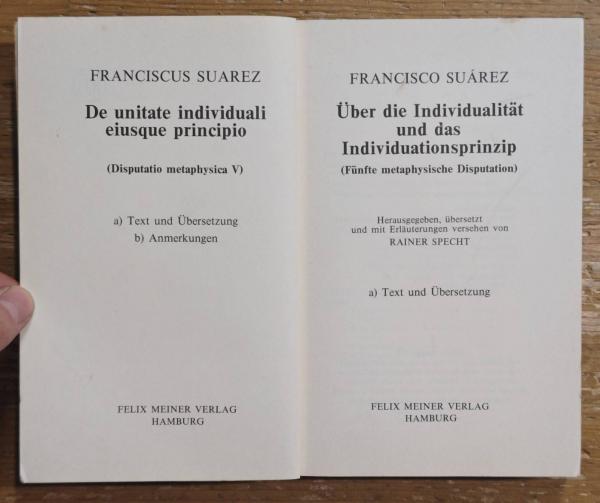 FRANCISCUS SUAREZ
De unitate individuali
eiusque principio
(Disputatio metaphysica V)
a) Text und Übersetzung
b) Anmerkungen
FELIX MEINER VERLAG
HAMBURG
FRANCISCO SUÁREZ
Über die Individualität
und das
Individuationsprinzip
(Fünfte metaphysische Disputation)
Herausgegeben, übersetzt
und mit Erläuterungen versehen von
RAINER SPECHT
a) Text und Übersetzung
FELIX MEINER VERLAG
HAMBURG